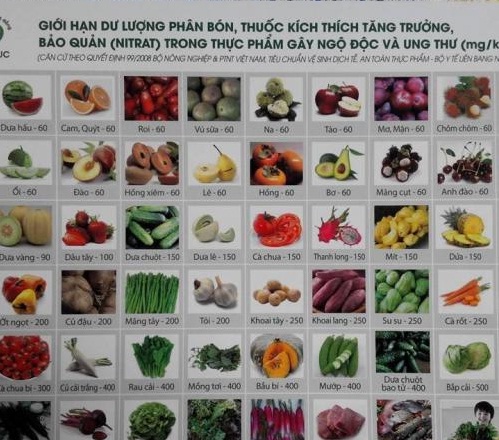 GIỚI HẠN DƯ LƯỢNG PHÂN BÓN, THUỐC KÍCH THÍCH TĂNG TRƯỞNG,
BẢO QUẢN (NITRAT) TRONG THỰC PHẨM GÂY NGỘ ĐỘC VÀ UNG THƯ (mg/k
(CĂN CỨ THEO QUYẾT ĐỊNH 99/2008 BỘ NÔNG NGHIỆP & PTNT VIỆT NAM, TIÊU CHUẨN VỆ SINH DỊCH TỄ, AN TOÀN THỰC PHẨM - BỘ Y TẾ LIÊN BANG N
Dưa hấu - 60 Cam, Quýt - 60 Roi - 60 Vú sữa - 60 Na - 60 Táo - 60 Mơ, Mận - 60 Chôm chôm - 60
Ổi - 60 Đào - 60 Hồng xiêm - 60 Lê - 60 Hồng - 60 Bơ - 60 Măng cụt - 60 Anh đào - 60
Dưa vàng - 90 Dâu tây - 100 Dưa chuột - 150 Dưa lê - 150 Cà chua - 150 Thanh long - 150 Mít - 150 Dứa - 150
Ớt ngọt - 200 Củ đậu - 200 Măng tây - 200 Tỏi - 200 Khoai tây - 250 Khoai lang - 250 Su su - 250 Cà rốt - 250
Cà chua bi - 300 Củ cải trắng - 400 Rau cải - 400 Mồng tơi - 400 Bầu bí - 400 Mướp - 400 Dưa chuột bao tử - 400 Bắp cải - 500